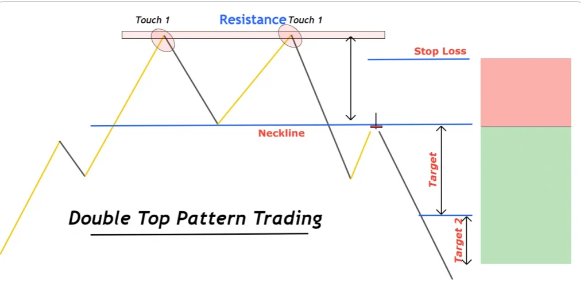 Touch 1
Resistance
Touch 1
Stop Loss
Neckline
Target
Double Top Pattern Trading
Target 2